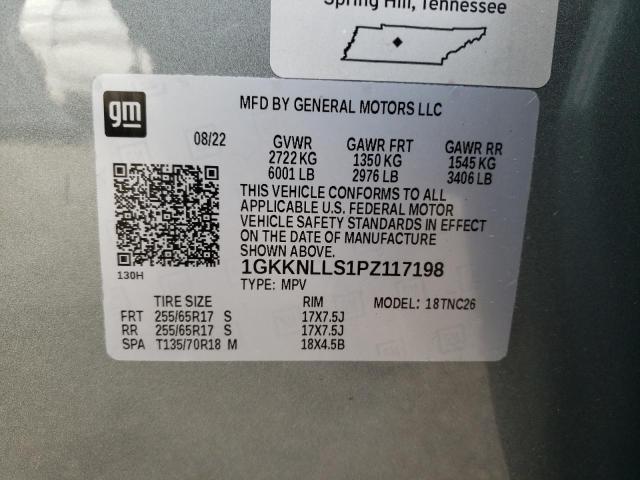 Spring Hill, Tennessee
gm
MFD BY GENERAL MOTORS LLC
08/22 GVWR GAWR FRT GAWR RR
2722 KG 1350 KG 1545 KG
6001 LB 2976 LB 3406 LB
THIS VEHICLE CONFORMS TO ALL
APPLICABLE U.S. FEDERAL MOTOR
VEHICLE SAFETY STANDARDS IN EFFECT
ON THE DATE OF MANUFACTURE
SHOWN ABOVE.
130H
1GKKNLLS1PZ117198
TYPE: MPV
TIRE SIZE RIM MODEL: 18TNC26
FRT 255/65R17 S 17X7.5J
RR 255/65R17 S 17X7.5J
SPA T135/70R18 M 18X4.5B